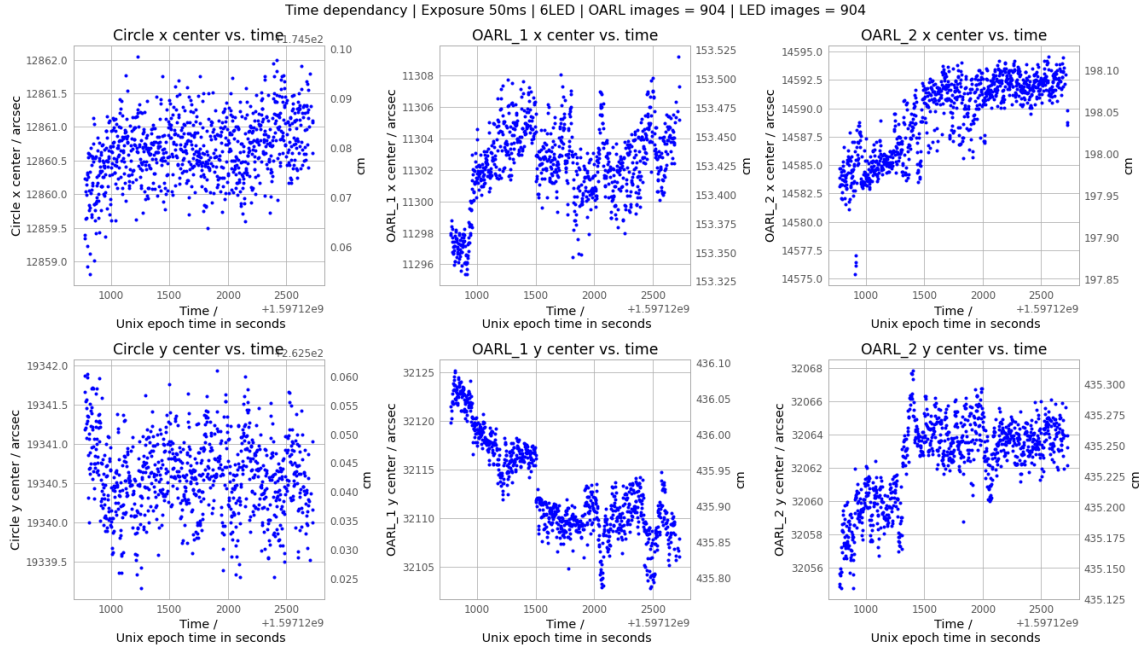 Time dependancy | Exposure 50ms | 6LED | OARL images = 904 | LED images = 904
Circle x center vs. time
OARL_1 x center vs. time
OARL_2 x center vs. time
Circle x center / arcsec
12862.0
12861.5
12861.0
12860.5
12860.0
12859.5
12859.0
0.10
0.09
0.08
0.07
0.06
cm
1000
1500
2000
2500
+1.59712e9
Time /
Unix epoch time in seconds
OARL_1 x center / arcsec
11308
11306
11304
11302
11300
11298
11296
153.525
153.500
153.475
153.450
153.425
153.400
153.375
153.350
153.325
cm
1000
1500
2000
2500
+1.59712e9
Time /
Unix epoch time in seconds
OARL_2 x center / arcsec
14595.0
14592.5
14590.0
14587.5
14585.0
14582.5
14580.0
14577.5
14575.0
198.10
198.05
198.00
197.95
197.90
197.85
cm
1000
1500
2000
2500
+1.59712e9
Time /
Unix epoch time in seconds
Circle y center vs. time
OARL_1 y center vs. time
OARL_2 y center vs. time
Circle y center / arcsec
19342.0
19341.5
19341.0
19340.5
19340.0
19339.5
0.060
0.055
0.050
0.045
0.040
0.035
0.030
0.025
cm
1000
1500
2000
2500
+1.59712e9
Time /
Unix epoch time in seconds
OARL_1 y center / arcsec
32125
32120
32115
32110
32105
436.10
436.05
436.00
435.95
435.90
435.85
435.80
cm
1000
1500
2000
2500
+1.59712e9
Time /
Unix epoch time in seconds
OARL_2 y center / arcsec
32068
32066
32064
32062
32060
32058
32056
435.300
435.275
435.250
435.225
435.200
435.175
435.150
435.125
cm
1000
1500
2000
2500
+1.59712e9
Time /
Unix epoch time in seconds